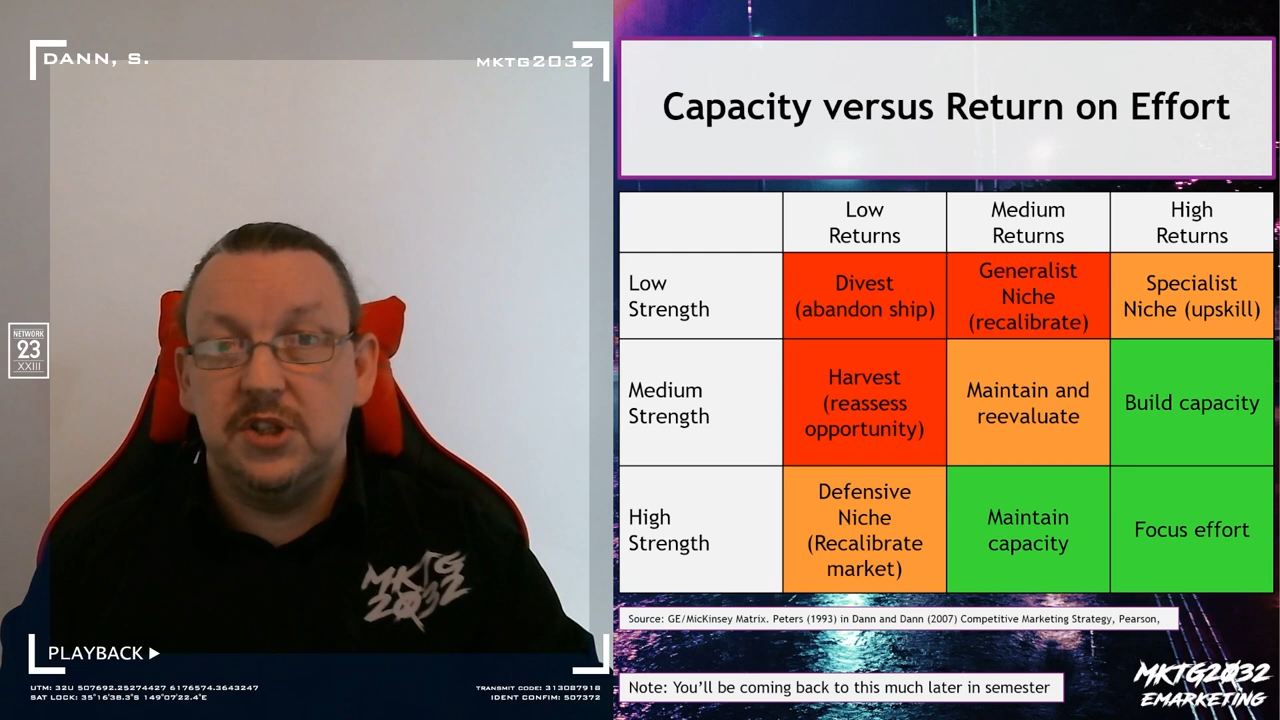 DANN, S.
MKTG2032
NETWORK
23
XXIII
MKTG
2032
PLAYBACK
UTM: 32U 507692.25274427 6176574.3643247
SAT LOCK: 35°16'38.3"S 149°07'22.4"E
TRANSMIT CODE: 313087918
IDENT CONFIM: 507372
Capacity versus Return on Effort
Low
Returns
Medium
Returns
High
Returns
Low
Strength
Divest
(abandon ship)
Generalist
Niche
(recalibrate)
Specialist
Niche (upskill)
Medium
Strength
Harvest
(reassess
opportunity)
Maintain and
reevaluate
Build capacity
High
Strength
Defensive
Niche
(Recalibrate
market)
Maintain
capacity
Focus effort
Source: GE/McKinsey Matrix. Peters (1993) in Dann and Dann (2007) Competitive Marketing Strategy, Pearson,
Note: You’ll be coming back to this much later in semester
MKTG2032
EMARKETING